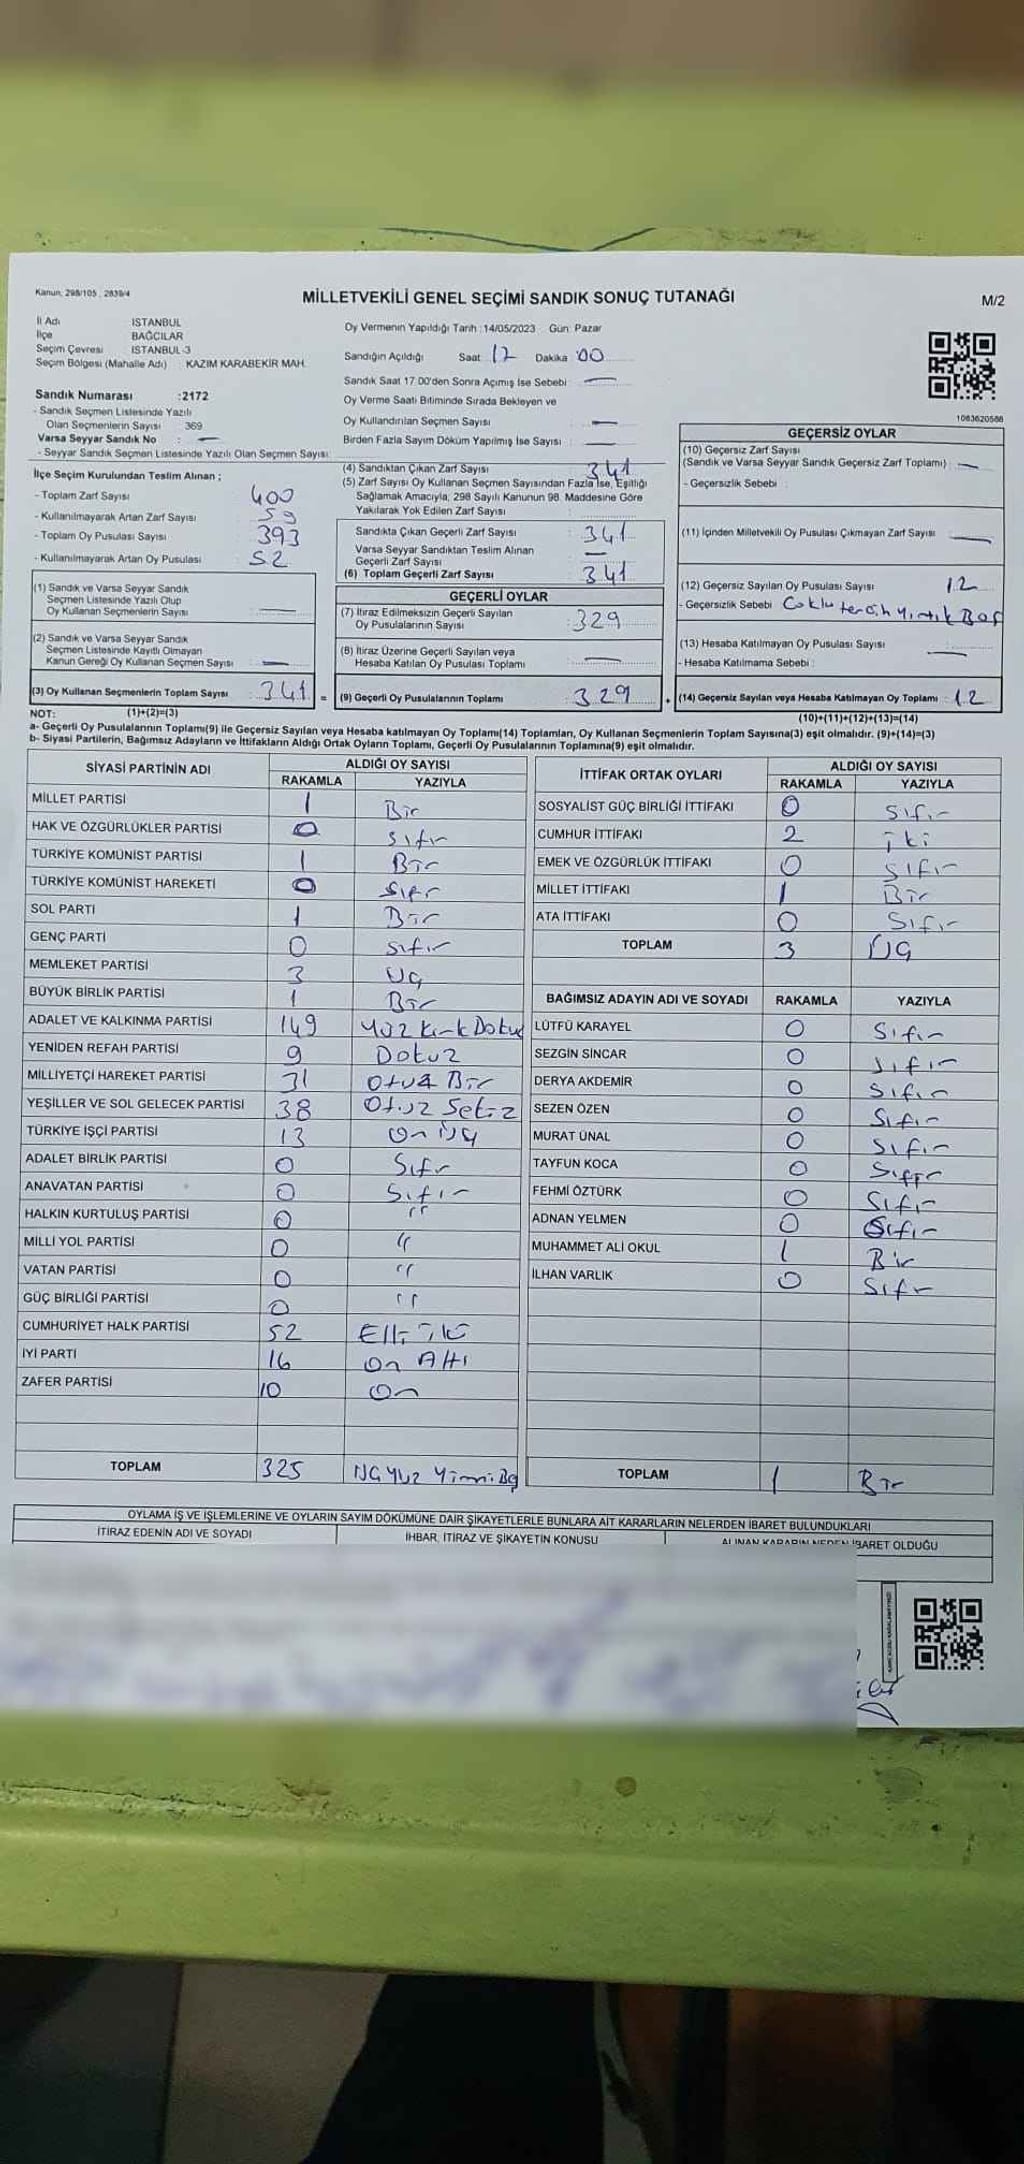 Kanun, 298/105, 2839/4
MİLLETVEKİLİ GENEL SEÇİMİ SANDIK SONUÇ TUTANAĞI
M/2
İl Adı İSTANBUL
İlçe BAĞCILAR
Seçim Çevresi İSTANBUL-3
Seçim Bölgesi (Mahalle Adı) KAZIM KARABEKİR MAH.
Oy Vermenin Yapıldığı Tarih :14/05/2023 Gün: Pazar
Sandığın Açıldığı Saat 17 Dakika 00
Sandık Saat 17.00'den Sonra Açımış İse Sebebi : —
Oy Verme Saati Bitiminde Sırada Bekleyen ve
Oy Kullandırılan Seçmen Sayısı : —
Birden Fazla Sayım Döküm Yapılmış İse Sayısı : —
Sandık Numarası :2172
- Sandık Seçmen Listesinde Yazılı
Olan Seçmenlerin Sayısı 369
Varsa Seyyar Sandık No : —
- Seyyar Sandık Seçmen Listesinde Yazılı Olan Seçmen Sayısı:
İlçe Seçim Kurulundan Teslim Alınan ;
- Toplam Zarf Sayısı 400
- Kullanılmayarak Artan Zarf Sayısı 59
- Toplam Oy Pusulası Sayısı 393
- Kullanılmayarak Artan Oy Pusulası 52
(1) Sandık ve Varsa Seyyar Sandık
Seçmen Listesinde Yazılı Olup
Oy Kullanan Seçmenlerin Sayısı —
(2) Sandık ve Varsa Seyyar Sandık
Seçmen Listesinde Kayıtlı Olmayan
Kanun Gereği Oy Kullanan Seçmen Sayısı —
(3) Oy Kullanan Seçmenlerin Toplam Sayısı : 341 =
(4) Sandıktan Çıkan Zarf Sayısı 341
(5) Zarf Sayısı Oy Kullanan Seçmen Sayısından Fazla İse, Eşitliği
Sağlamak Amacıyla, 298 Sayılı Kanunun 98. Maddesine Göre
Yakılarak Yok Edilen Zarf Sayısı
Sandıkta Çıkan Geçerli Zarf Sayısı : 341
Varsa Seyyar Sandıktan Teslim Alınan
Geçerli Zarf Sayısı —
(6) Toplam Geçerli Zarf Sayısı : 341
GEÇERLİ OYLAR
(7) İtiraz Edilmeksizin Geçerli Sayılan
Oy Pusulalarının Sayısı : 329
(8) İtiraz Üzerine Geçerli Sayılan veya
Hesaba Katılan Oy Pusulası Toplamı —
(9) Geçerli Oy Pusulalarının Toplamı : 329 +
1083620588
GEÇERSİZ OYLAR
(10) Geçersiz Zarf Sayısı
(Sandık ve Varsa Seyyar Sandık Geçersiz Zarf Toplamı) : —
- Geçersizlik Sebebi :
(11) İçinden Milletvekili Oy Pusulası Çıkmayan Zarf Sayısı : —
(12) Geçersiz Sayılan Oy Pusulası Sayısı 12
- Geçersizlik Sebebi Çoklu tercih Yırtık Boş
(13) Hesaba Katılmayan Oy Pusulası Sayısı : —
- Hesaba Katılmama Sebebi :
(14) Geçersiz Sayılan veya Hesaba Katılmayan Oy Toplamı : 12
NOT: (1)+(2)=(3)
(10)+(11)+(12)+(13)=(14)
a- Geçerli Oy Pusulalarının Toplamı(9) ile Geçersiz Sayılan veya Hesaba katılmayan Oy Toplamı(14) Toplamları, Oy Kullanan Seçmenlerin Toplam Sayısına(3) eşit olmalıdır. (9)+(14)=(3)
b- Siyasi Partilerin, Bağımsız Adayların ve İttifakların Aldığı Ortak Oyların Toplamı, Geçerli Oy Pusulalarının Toplamına(9) eşit olmalıdır.
SİYASİ PARTİNİN ADI ALDIĞI OY SAYISI
RAKAMLA YAZIYLA
MİLLET PARTİSİ 1 Bir
HAK VE ÖZGÜRLÜKLER PARTİSİ 0 Sıfır
TÜRKİYE KOMÜNİST PARTİSİ 1 Bir
TÜRKİYE KOMÜNİST HAREKETİ 0 Sıfr
SOL PARTİ 1 Bir
GENÇ PARTİ 0 Sıfır
MEMLEKET PARTİSİ 3 Üç
BÜYÜK BİRLİK PARTİSİ 1 Bir
ADALET VE KALKINMA PARTİSİ 149 Yüz Kırk Dokuz
YENİDEN REFAH PARTİSİ 9 Dokuz
MİLLİYETÇİ HAREKET PARTİSİ 31 Otuz Bir
YEŞİLLER VE SOL GELECEK PARTİSİ 38 Otuz Sekiz
TÜRKİYE İŞÇİ PARTİSİ 13 On Üç
ADALET BİRLİK PARTİSİ 0 Sıfr
ANAVATAN PARTİSİ 0 Sıfır
HALKIN KURTULUŞ PARTİSİ 0 "
MİLLİ YOL PARTİSİ 0 "
VATAN PARTİSİ 0 "
GÜÇ BİRLİĞİ PARTİSİ 0 "
CUMHURİYET HALK PARTİSİ 52 Elli İki
İYİ PARTİ 16 On Altı
ZAFER PARTİSİ 10 On
TOPLAM 325 Üç Yüz Yirmi Beş
İTTİFAK ORTAK OYLARI ALDIĞI OY SAYISI
RAKAMLA YAZIYLA
SOSYALİST GÜÇ BİRLİĞİ İTTİFAKI 0 Sıfır
CUMHUR İTTİFAKI 2 İki
EMEK VE ÖZGÜRLÜK İTTİFAKI 0 Sıfır
MİLLET İTTİFAKI 1 Bir
ATA İTTİFAKI 0 Sıfır
TOPLAM 3 Üç
BAĞIMSIZ ADAYIN ADI VE SOYADI RAKAMLA YAZIYLA
LÜTFÜ KARAYEL 0 Sıfır
SEZGİN SİNCAR 0 Sıfır
DERYA AKDEMİR 0 Sıfır
SEZEN ÖZEN 0 Sıfır
MURAT ÜNAL 0 Sıfır
TAYFUN KOCA 0 Sıfır
FEHMİ ÖZTÜRK 0 Sıfır
ADNAN YELMEN 0 Sıfır
MUHAMMET ALİ OKUL 1 Bir
İLHAN VARLIK 0 Sıfr
TOPLAM 1 Bir
OYLAMA İŞ VE İŞLEMLERİNE VE OYLARIN SAYIM DÖKÜMÜNE DAİR ŞİKAYETLERLE BUNLARA AİT KARARLARIN NELERDEN İBARET BULUNDUKLARI
İTİRAZ EDENİN ADI VE SOYADI İHBAR, İTİRAZ VE ŞİKAYETİN KONUSU ALINAN KARARIN NEDEN İBARET OLDUĞU